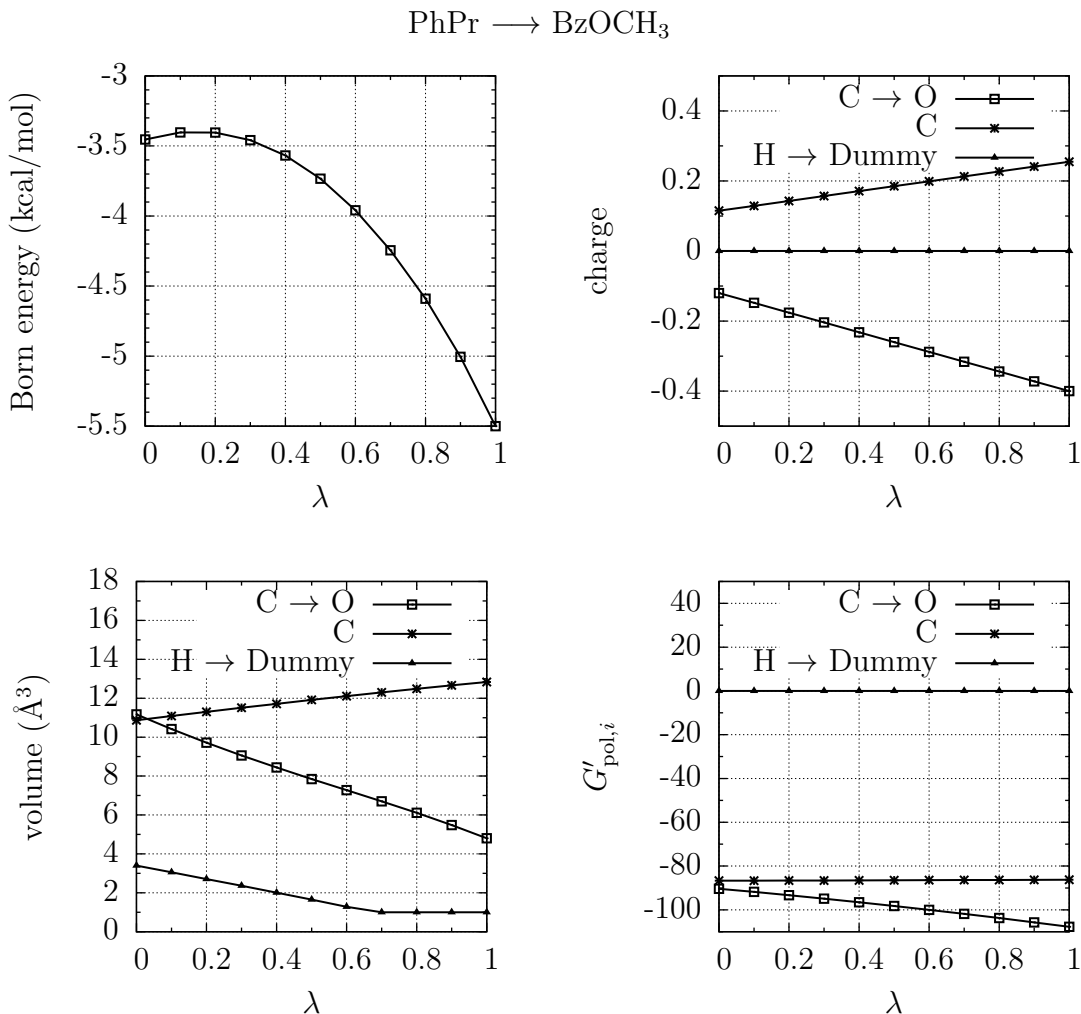 PhPr ⟶ BzOCH₃
Born energy (kcal/mol)
-3
-3.5
-4
-4.5
-5
-5.5
0 0.2 0.4 0.6 0.8 1
λ
charge
0.4
0.2
0
-0.2
-0.4
C → O
C
H → Dummy
0 0.2 0.4 0.6 0.8 1
λ
volume (Å³)
18
16
14
12
10
8
6
4
2
0
C → O
C
H → Dummy
0 0.2 0.4 0.6 0.8 1
λ
G′pol,i
40
20
0
-20
-40
-60
-80
-100
C → O
C
H → Dummy
0 0.2 0.4 0.6 0.8 1
λ